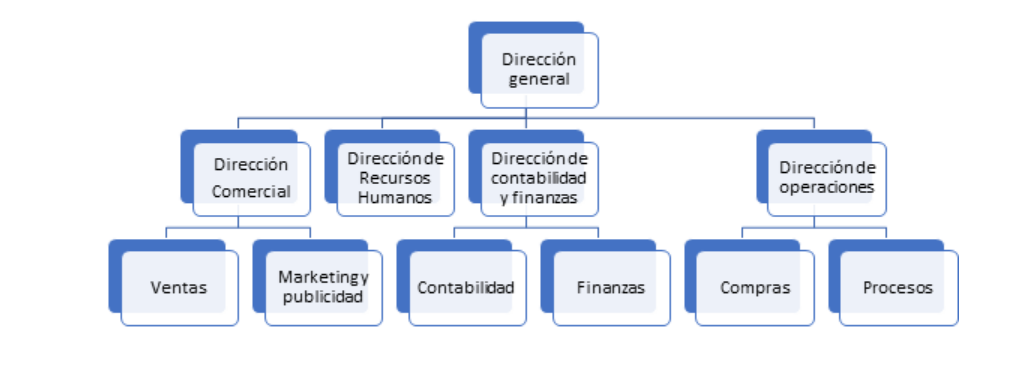 Dirección
general
Dirección
Comercial
Dirección de
Recursos
Humanos
Dirección de
contabilidad
y finanzas
Dirección de
operaciones
Ventas
Marketing y
publicidad
Contabilidad
Finanzas
Compras
Procesos